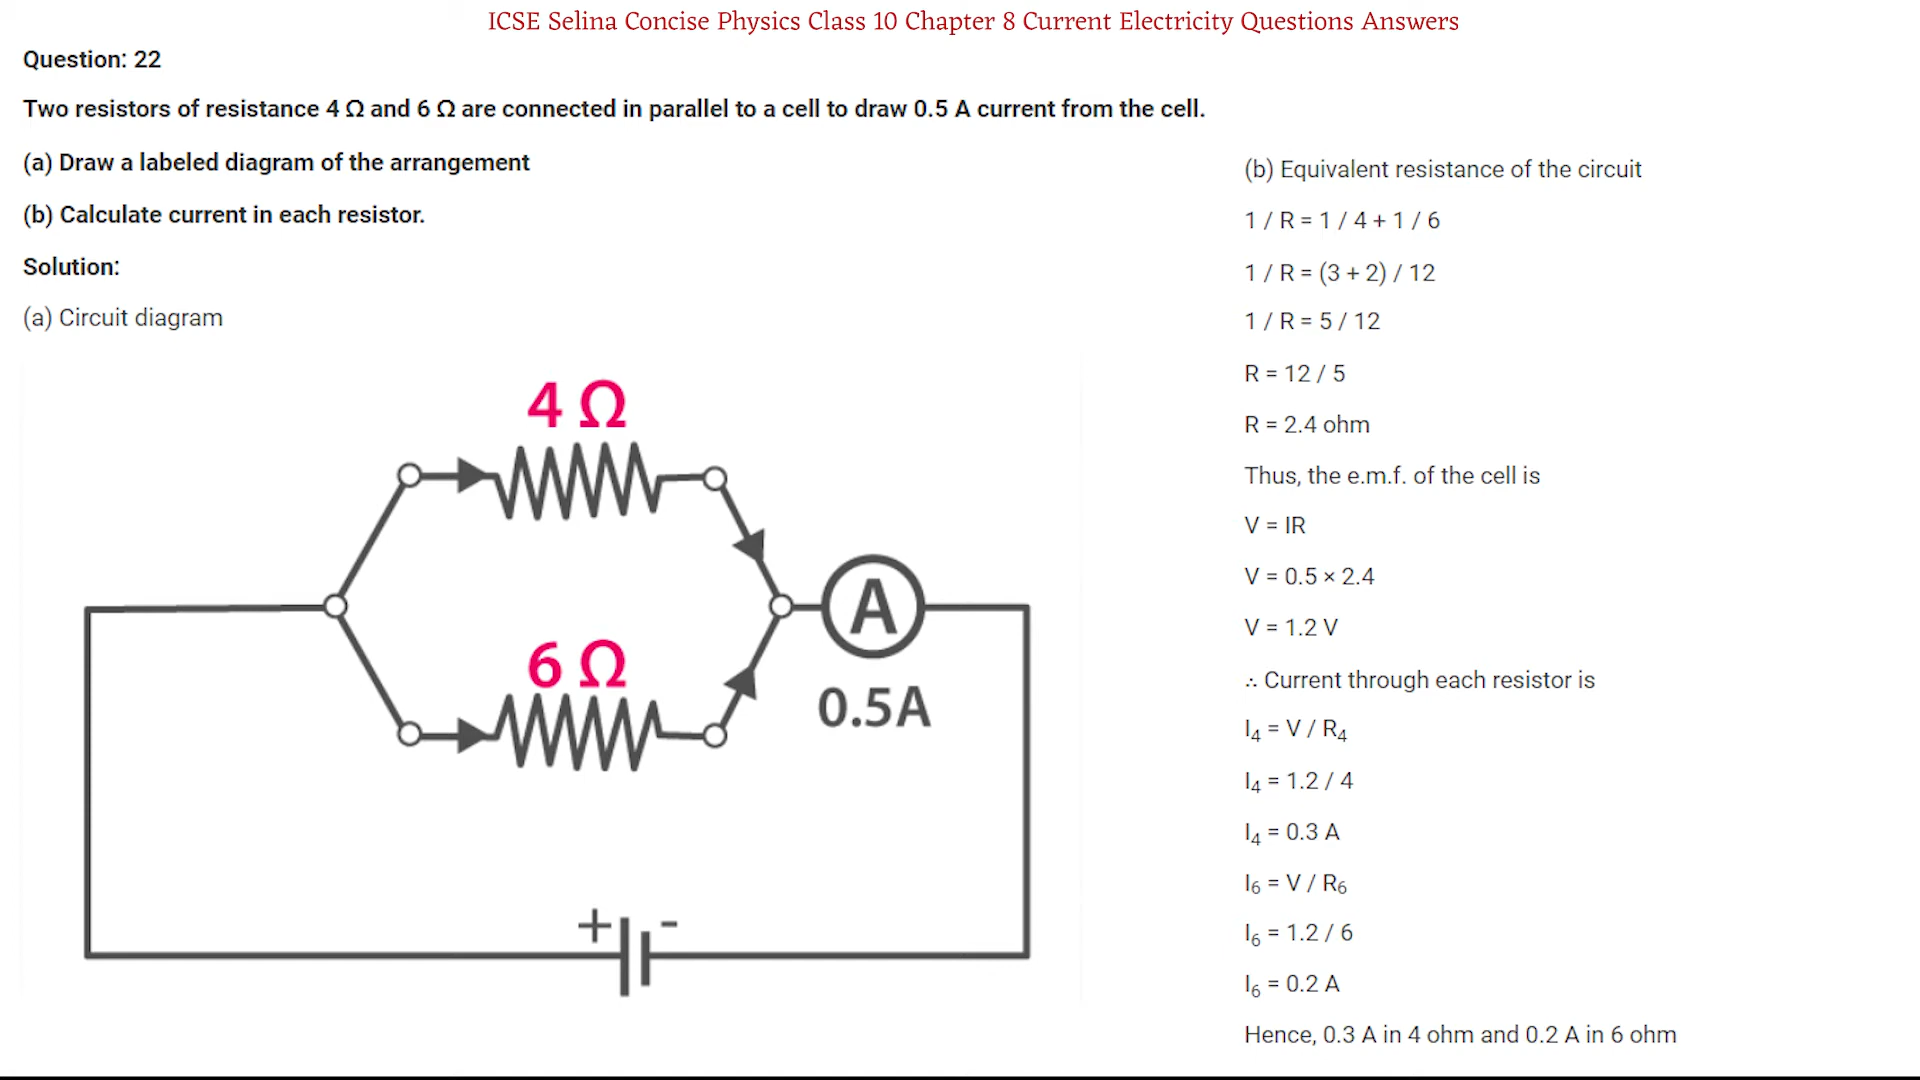 ICSE Selina Concise Physics Class 10 Chapter 8 Current Electricity Questions Answers
Question: 22
Two resistors of resistance 4 Ω and 6 Ω are connected in parallel to a cell to draw 0.5 A current from the cell.
(a) Draw a labeled diagram of the arrangement
(b) Calculate current in each resistor.
Solution:
(a) Circuit diagram
4 Ω
6 Ω
A
0.5A
+ -
(b) Equivalent resistance of the circuit
1 / R = 1 / 4 + 1 / 6
1 / R = (3 + 2) / 12
1 / R = 5 / 12
R = 12 / 5
R = 2.4 ohm
Thus, the e.m.f. of the cell is
V = IR
V = 0.5 × 2.4
V = 1.2 V
∴ Current through each resistor is
I₄ = V / R₄
I₄ = 1.2 / 4
I₄ = 0.3 A
I₆ = V / R₆
I₆ = 1.2 / 6
I₆ = 0.2 A
Hence, 0.3 A in 4 ohm and 0.2 A in 6 ohm